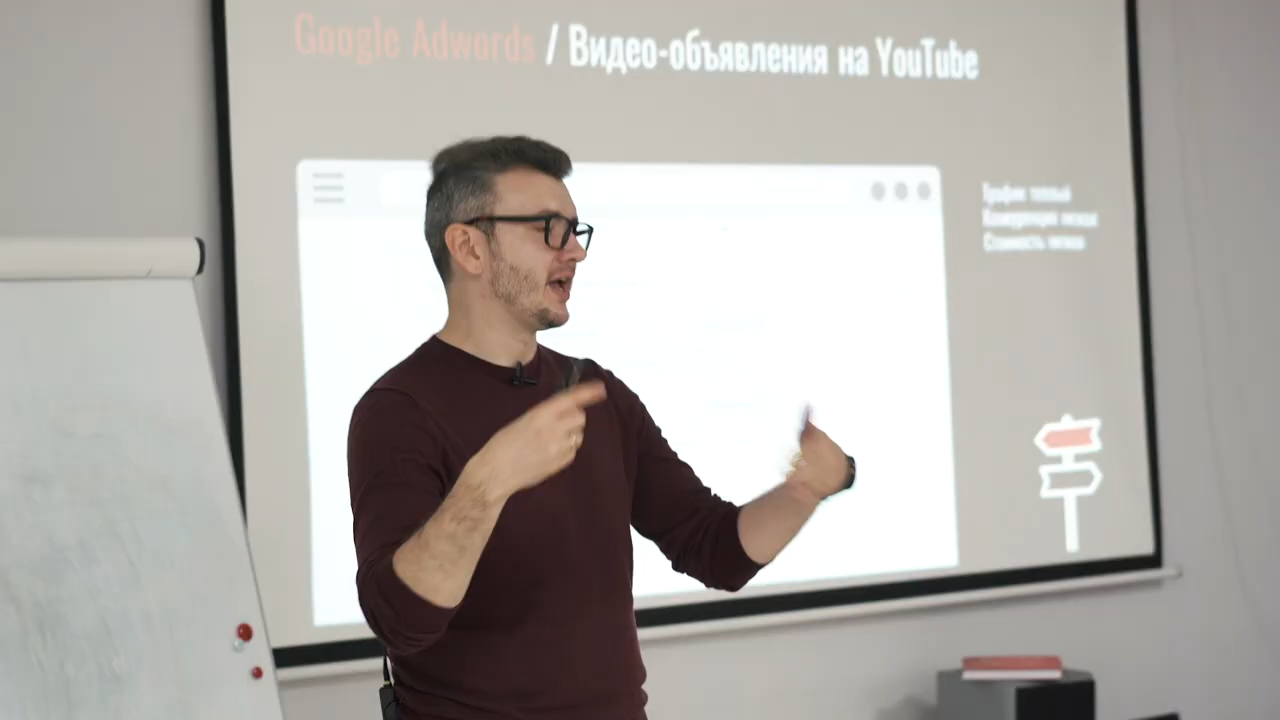 Google Adwords / Видео-объявления на YouTube
Трафик теплый
Конкуренция низкая
Стоимость низкая